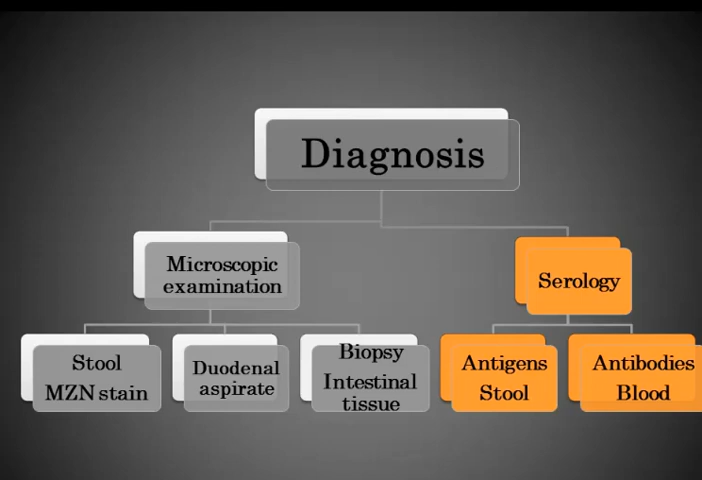 Diagnosis
Microscopic
examination
Serology
Stool
MZN stain
Duodenal
aspirate
Biopsy
Intestinal
tissue
Antigens
Stool
Antibodies
Blood